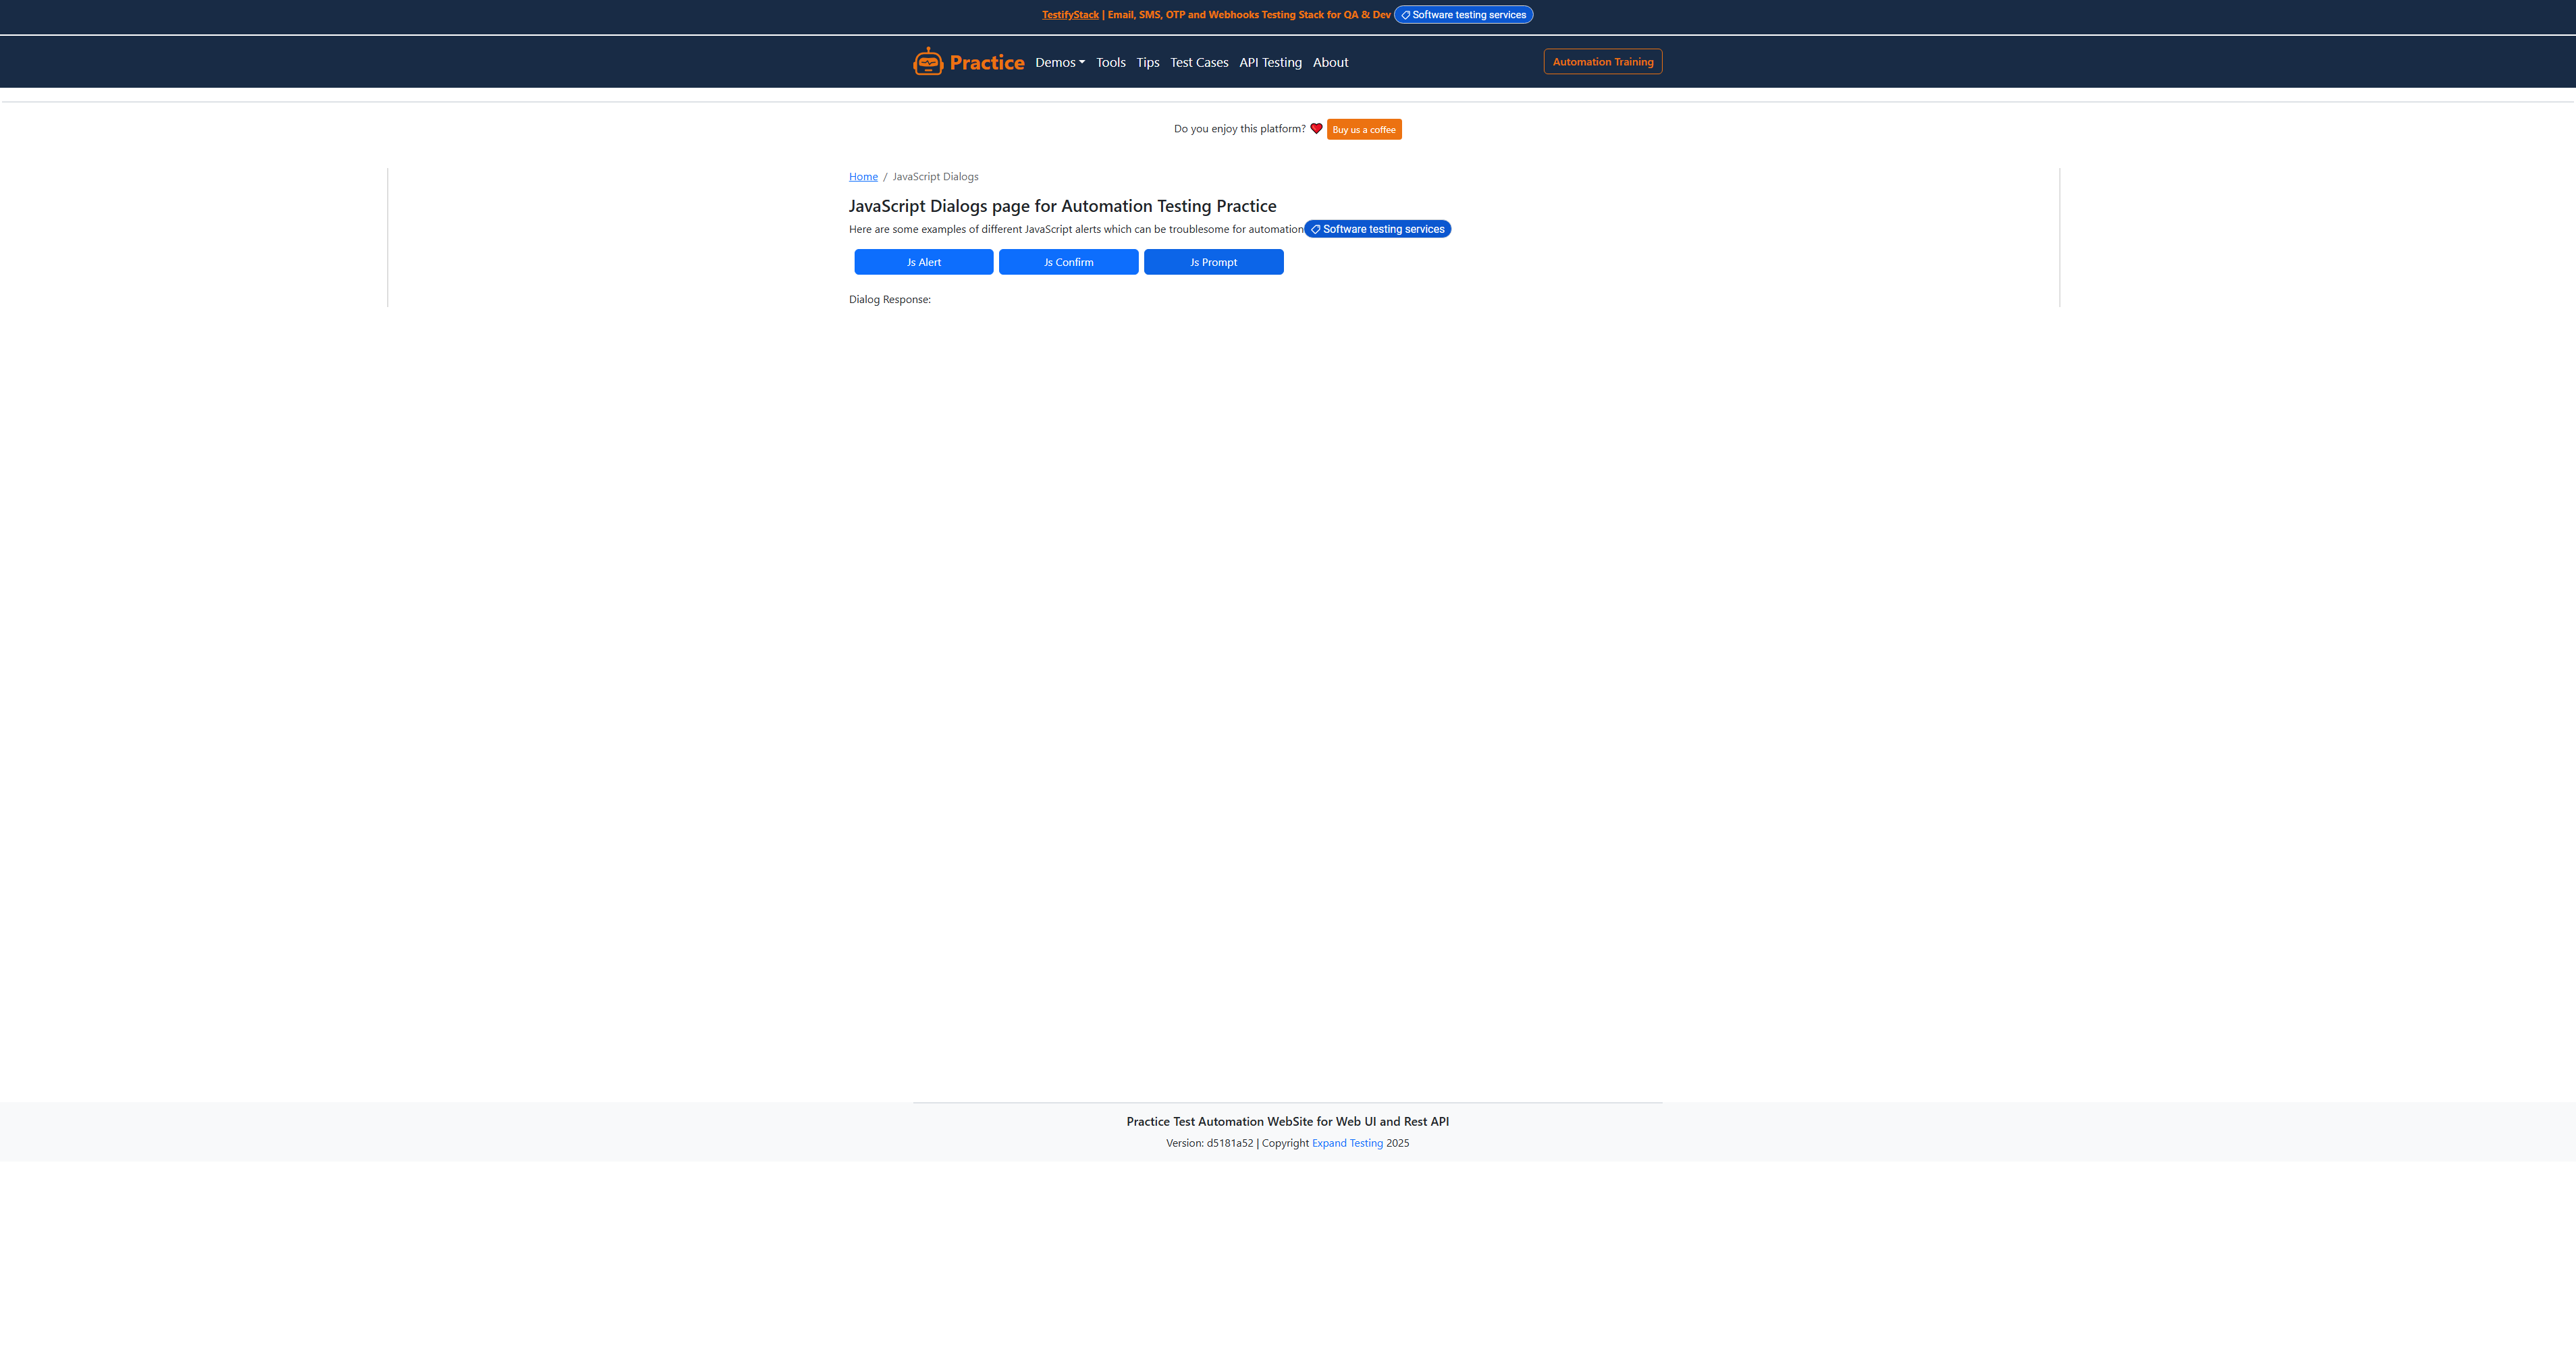 TestifyStack | Email, SMS, OTP and Webhooks Testing Stack for QA & Dev Software testing services
Practice Demos Tools Tips Test Cases API Testing About Automation Training
Do you enjoy this platform? Buy us a coffee
Home / JavaScript Dialogs
JavaScript Dialogs page for Automation Testing Practice
Here are some examples of different JavaScript alerts which can be troublesome for automation Software testing services
Js Alert Js Confirm Js Prompt
Dialog Response:
Practice Test Automation WebSite for Web UI and Rest API
Version: d5181a52 | Copyright Expand Testing 2025